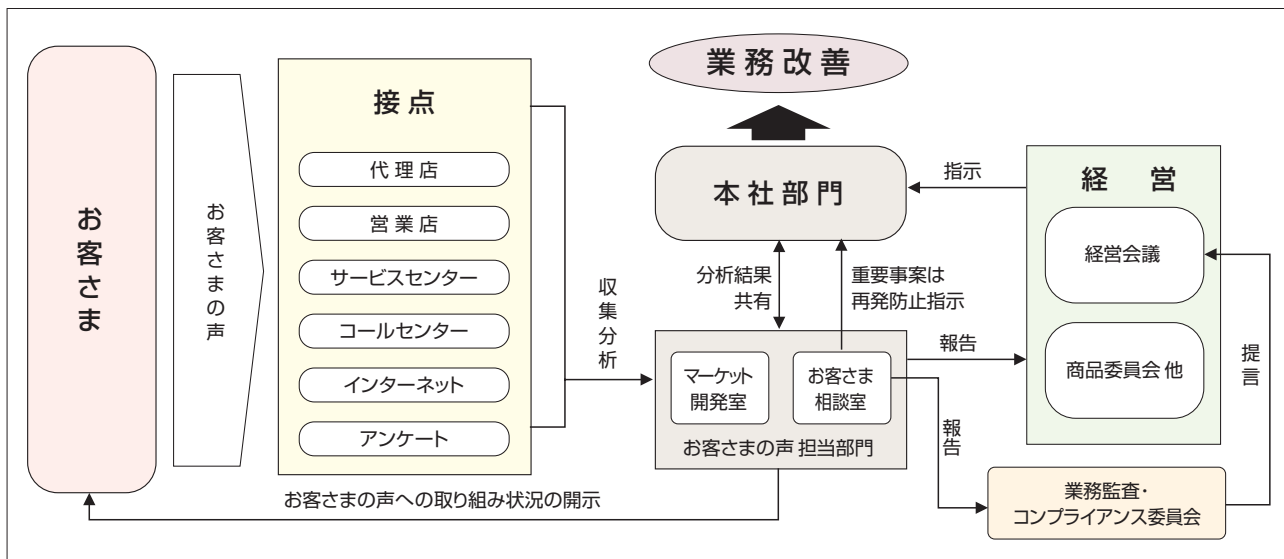 お客さま
お客さまの声
接点
代理店
営業店
サービスセンター
コールセンター
インターネット
アンケート
収集分析
業務改善
本社部門
指示
分析結果
共有
重要事案は
再発防止指示
マーケット
開発室
お客さま
相談室
お客さまの声 担当部門
報告
報告
経 営
経営会議
商品委員会 他
提言
業務監査・
コンプライアンス委員会
お客さまの声への取り組み状況の開示